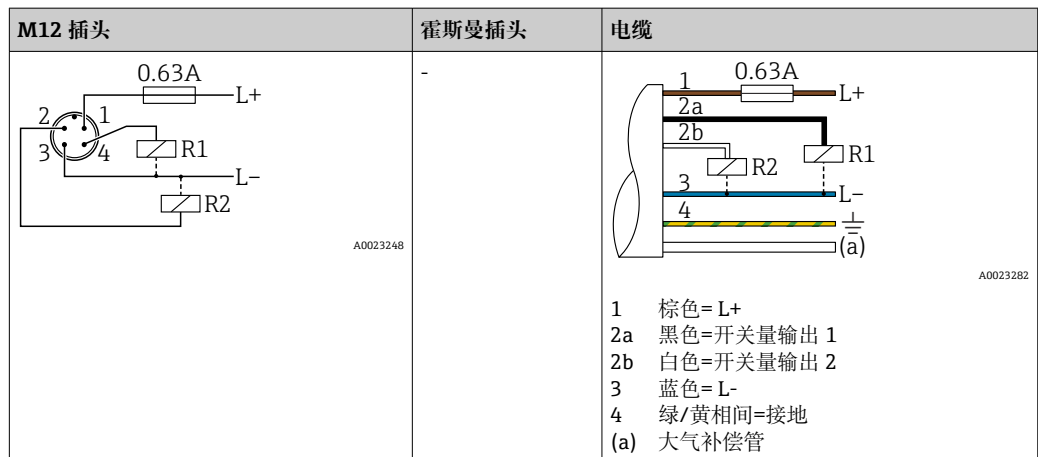 M12 插头
霍斯曼插头
电缆
0.63A
L+
2
1
3
4
R1
L–
R2
A0023248
-
1
0.63A
L+
2a
2b
R1
R2
3
L–
4
(a)
A0023282
1 棕色= L+
2a 黑色=开关量输出 1
2b 白色=开关量输出 2
3 蓝色= L-
4 绿/黄相间=接地
(a) 大气补偿管